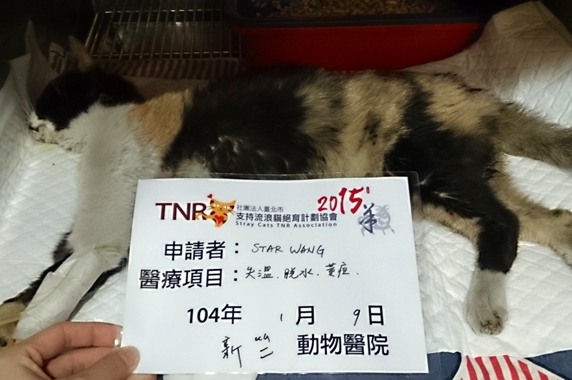 TNR 社團法人臺北市 2015
支持流浪貓絕育計劃協會
Stray Cats TNR Association
申請者： STAR WANG
醫療項目： 失溫、脫水、黃疸
104年 1月 9日
新竺 動物醫院